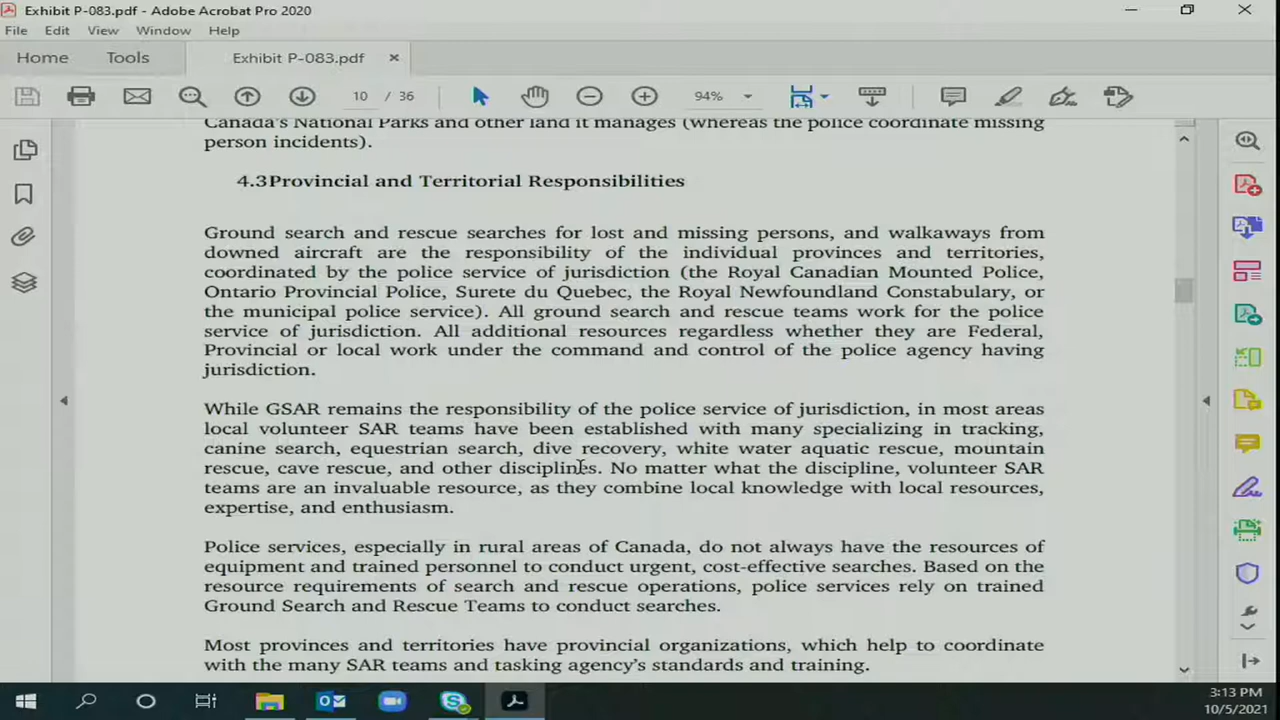 Exhibit P-083.pdf - Adobe Acrobat Pro 2020
File Edit View Window Help
Home Tools Exhibit P-083.pdf ×
10 / 36 94%
Canada's National Parks and other land it manages (whereas the police coordinate missing
person incidents).
4.3Provincial and Territorial Responsibilities
Ground search and rescue searches for lost and missing persons, and walkaways from
downed aircraft are the responsibility of the individual provinces and territories,
coordinated by the police service of jurisdiction (the Royal Canadian Mounted Police,
Ontario Provincial Police, Surete du Quebec, the Royal Newfoundland Constabulary, or
the municipal police service). All ground search and rescue teams work for the police
service of jurisdiction. All additional resources regardless whether they are Federal,
Provincial or local work under the command and control of the police agency having
jurisdiction.
While GSAR remains the responsibility of the police service of jurisdiction, in most areas
local volunteer SAR teams have been established with many specializing in tracking,
canine search, equestrian search, dive recovery, white water aquatic rescue, mountain
rescue, cave rescue, and other disciplines. No matter what the discipline, volunteer SAR
teams are an invaluable resource, as they combine local knowledge with local resources,
expertise, and enthusiasm.
Police services, especially in rural areas of Canada, do not always have the resources of
equipment and trained personnel to conduct urgent, cost-effective searches. Based on the
resource requirements of search and rescue operations, police services rely on trained
Ground Search and Rescue Teams to conduct searches.
Most provinces and territories have provincial organizations, which help to coordinate
with the many SAR teams and tasking agency's standards and training.
3:13 PM
10/5/2021